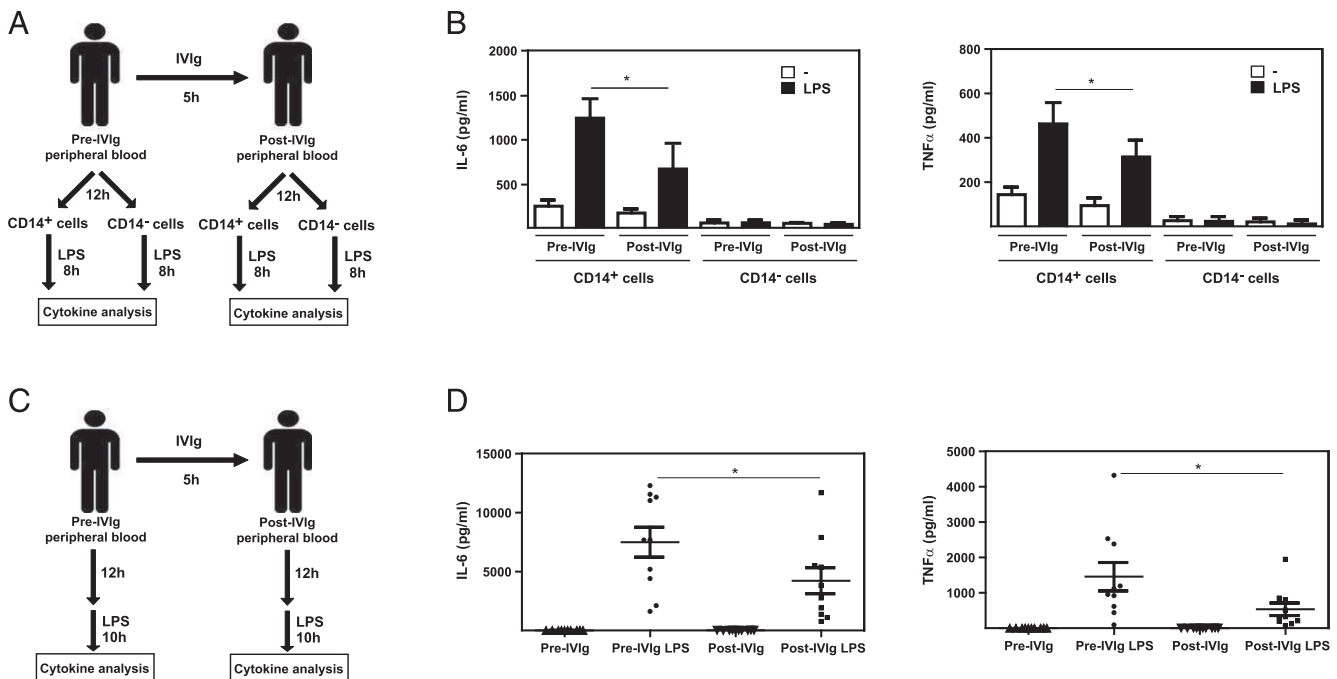 A
IVIg
5h
Pre-IVIg
peripheral blood
Post-IVIg
peripheral blood
12h
12h
CD14+ cells CD14- cells CD14+ cells CD14- cells
LPS
8h
LPS
8h
LPS
8h
LPS
8h
Cytokine analysis
Cytokine analysis
B
IL-6 (pg/ml)
2000
1500
1000
500
*
-
LPS
Pre-IVIg Post-IVIg Pre-IVIg Post-IVIg
CD14+ cells CD14- cells
TNFα (pg/ml)
800
600
400
200
*
-
LPS
Pre-IVIg Post-IVIg Pre-IVIg Post-IVIg
CD14+ cells CD14- cells
C
IVIg
5h
Pre-IVIg
peripheral blood
Post-IVIg
peripheral blood
12h
12h
LPS
10h
LPS
10h
Cytokine analysis
Cytokine analysis
D
IL-6 (pg/ml)
15000
10000
5000
*
Pre-IVIg Pre-IVIg LPS Post-IVIg Post-IVIg LPS
TNFα (pg/ml)
5000
4000
3000
2000
1000
*
Pre-IVIg Pre-IVIg LPS Post-IVIg Post-IVIg LPS